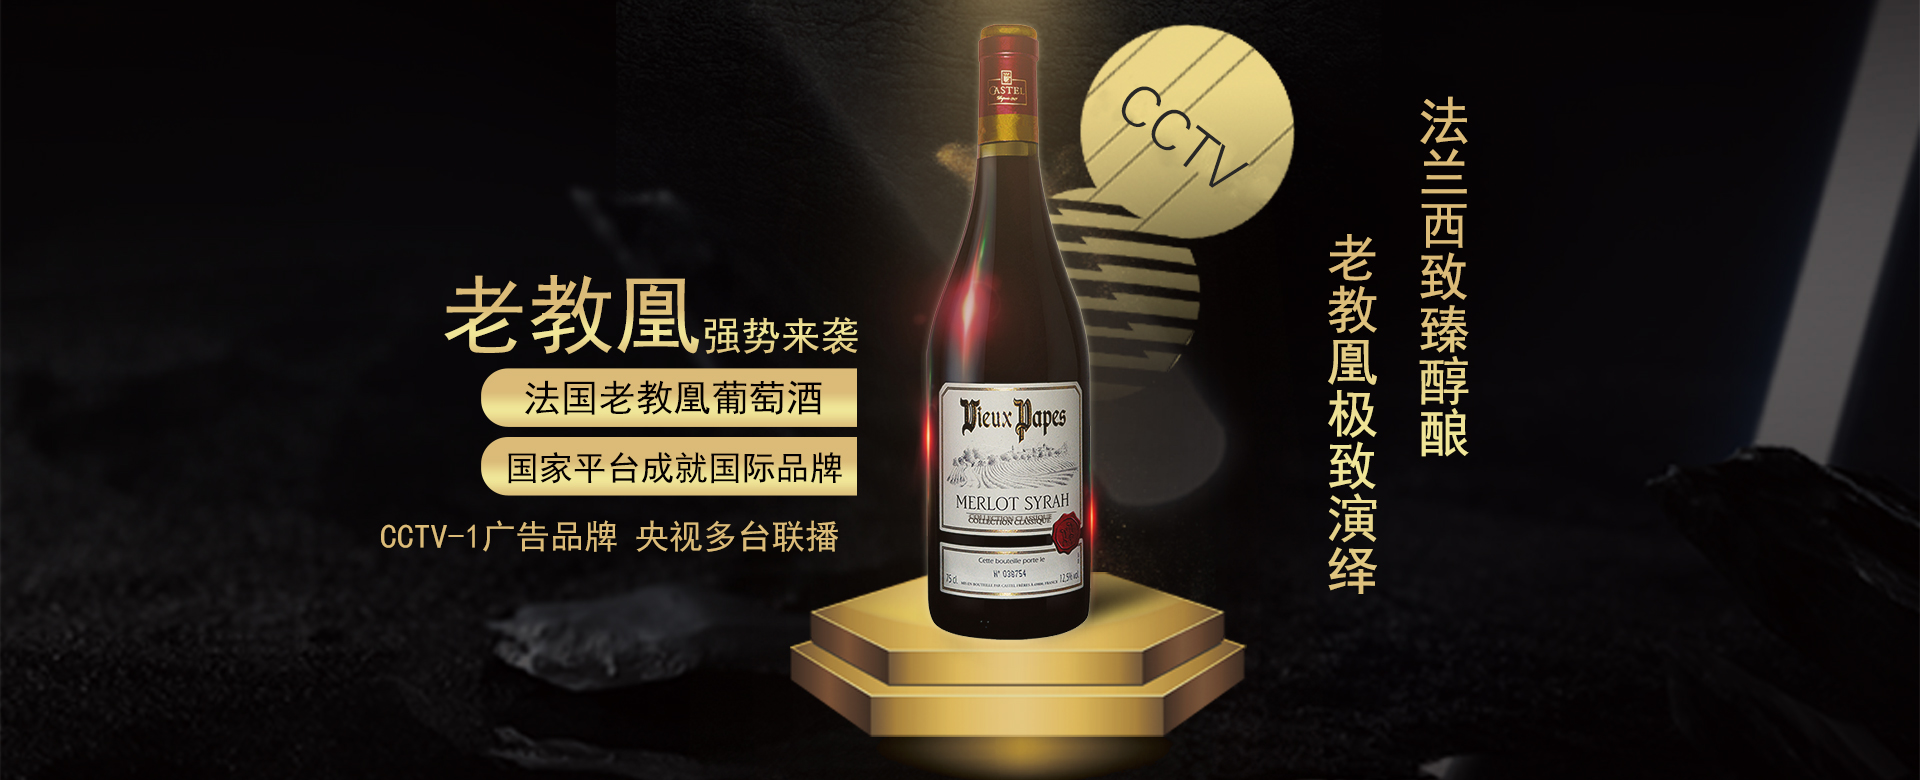 老教凰强势来袭
法国老教凰葡萄酒
国家平台成就国际品牌
CCTV-1广告品牌 央视多台联播
CASTEL
CCTV
Vieux Papes
MERLOT SYRAH
COLLECTION CLASSIQUE
Cette bouteille porte le
N° 038754
75 cl.
12,5% vol
法兰西致臻醇酿
老教凰极致演绎